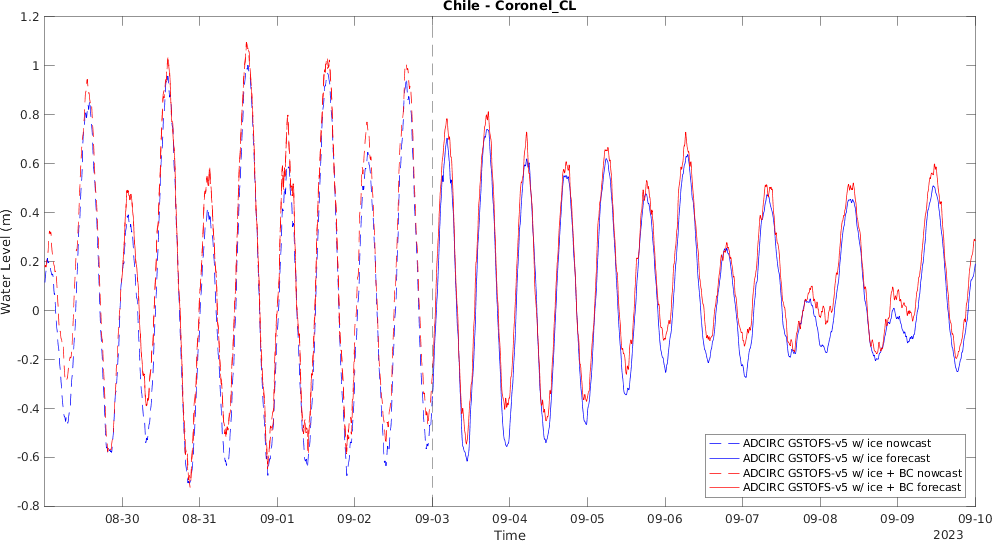 Chile - Coronel_CL
Water Level (m)
1.2
1
0.8
0.6
0.4
0.2
0
-0.2
-0.4
-0.6
-0.8
ADCIRC GSTOFS-v5 w/ ice nowcast
ADCIRC GSTOFS-v5 w/ ice forecast
ADCIRC GSTOFS-v5 w/ ice + BC nowcast
ADCIRC GSTOFS-v5 w/ ice + BC forecast
08-30 08-31 09-01 09-02 09-03 09-04 09-05 09-06 09-07 09-08 09-09 09-10
Time
2023